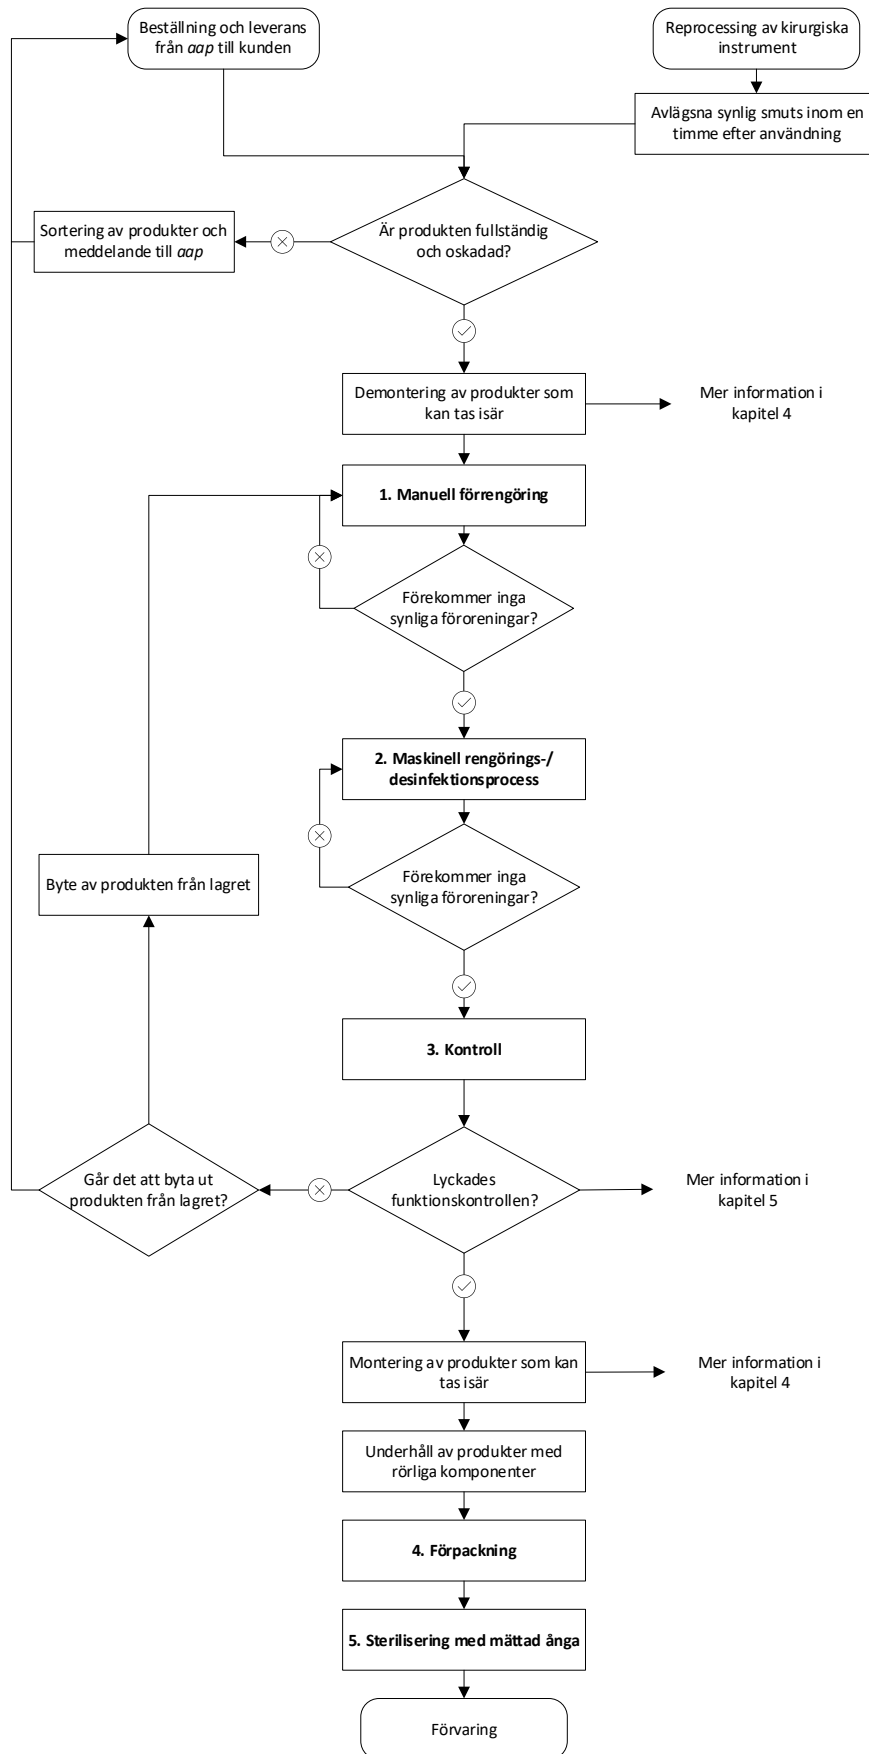 Beställning och leverans
från aap till kunden
Reprocessing av kirurgiska
instrument
Avlägsna synlig smuts inom en
timme efter användning
Är produkten fullständig
och oskadad?
Sortering av produkter och
meddelande till aap
Demontering av produkter som
kan tas isär
Mer information i
kapitel 4
1. Manuell förrengöring
Förekommer inga
synliga föroreningar?
2. Maskinell rengörings-/
desinfektionsprocess
Förekommer inga
synliga föroreningar?
Byte av produkten från lagret
3. Kontroll
Går det att byta ut
produkten från lagret?
Lyckades
funktionskontrollen?
Mer information i
kapitel 5
Montering av produkter som kan
tas isär
Mer information i
kapitel 4
Underhåll av produkter med
rörliga komponenter
4. Förpackning
5. Sterilisering med mättad ånga
Förvaring